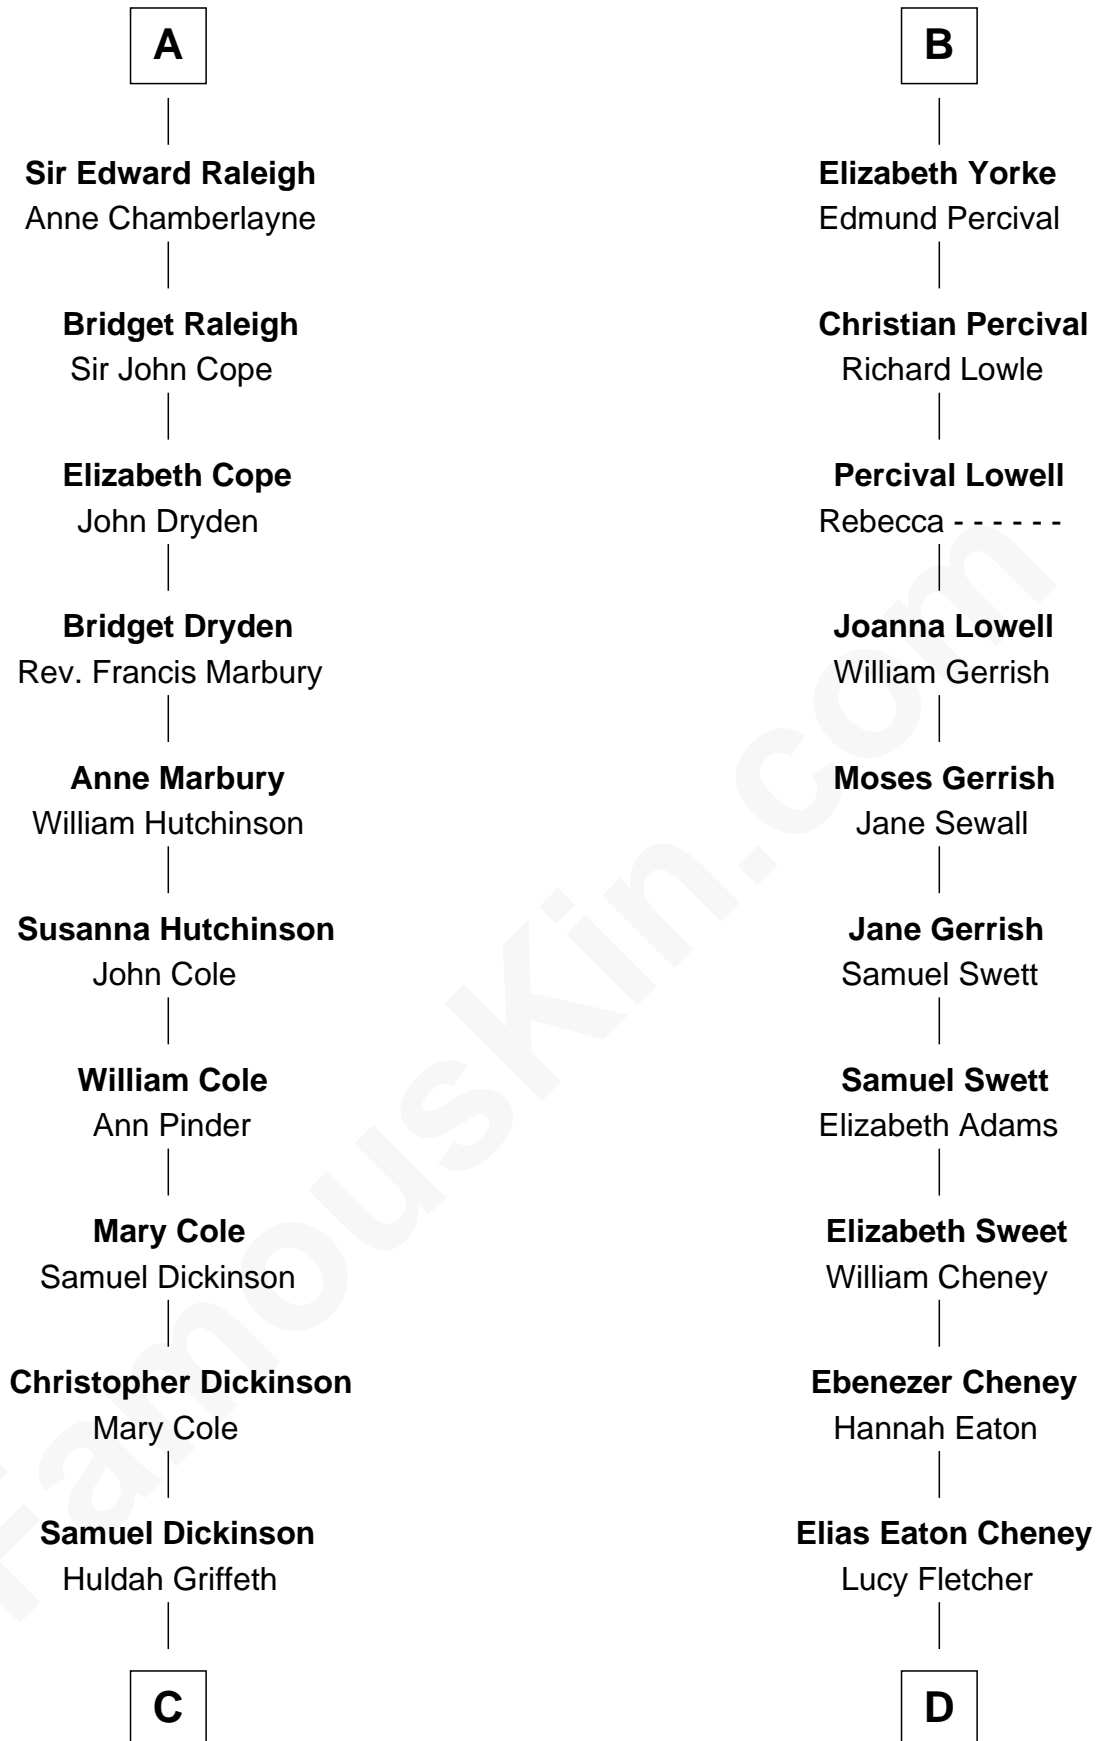 A
Sir Edward Raleigh
Anne Chamberlayne
Bridget Raleigh
Sir John Cope
Elizabeth Cope
John Dryden
Bridget Dryden
Rev. Francis Marbury
Anne Marbury
William Hutchinson
Susanna Hutchinson
John Cole
William Cole
Ann Pinder
Mary Cole
Samuel Dickinson
Christopher Dickinson
Mary Cole
Samuel Dickinson
Huldah Griffeth
C
B
Elizabeth Yorke
Edmund Percival
Christian Percival
Richard Lowle
Percival Lowell
Rebecca - - - - - -
Joanna Lowell
William Gerrish
Moses Gerrish
Jane Sewall
Jane Gerrish
Samuel Swett
Samuel Swett
Elizabeth Adams
Elizabeth Sweet
William Cheney
Ebenezer Cheney
Hannah Eaton
Elias Eaton Cheney
Lucy Fletcher
D
FamousKin.com